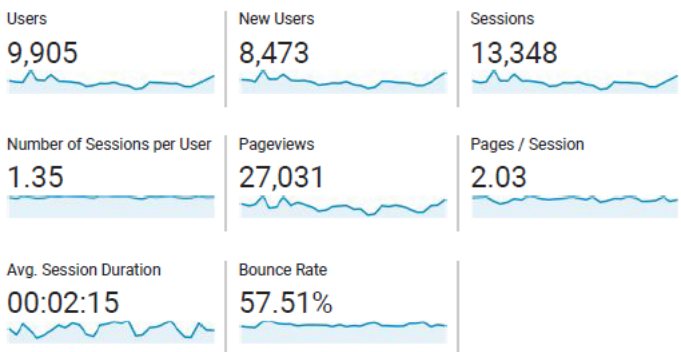 Users
9,905
New Users
8,473
Sessions
13,348
Number of Sessions per User
1.35
Pageviews
27,031
Pages / Session
2.03
Avg. Session Duration
00:02:15
Bounce Rate
57.51%